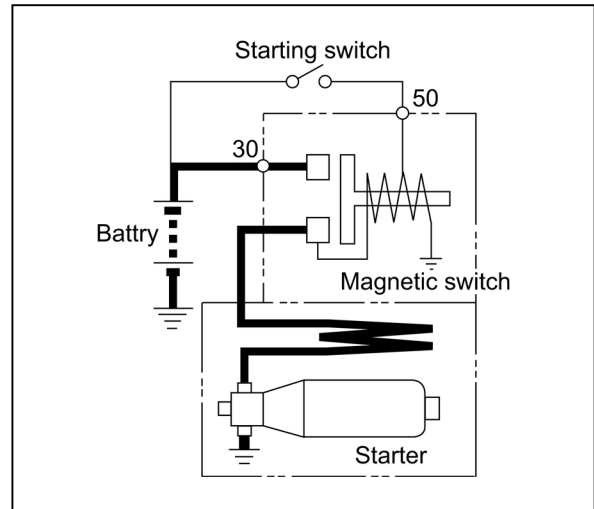 Starting switch
50
30
Battry
Magnetic switch
Starter